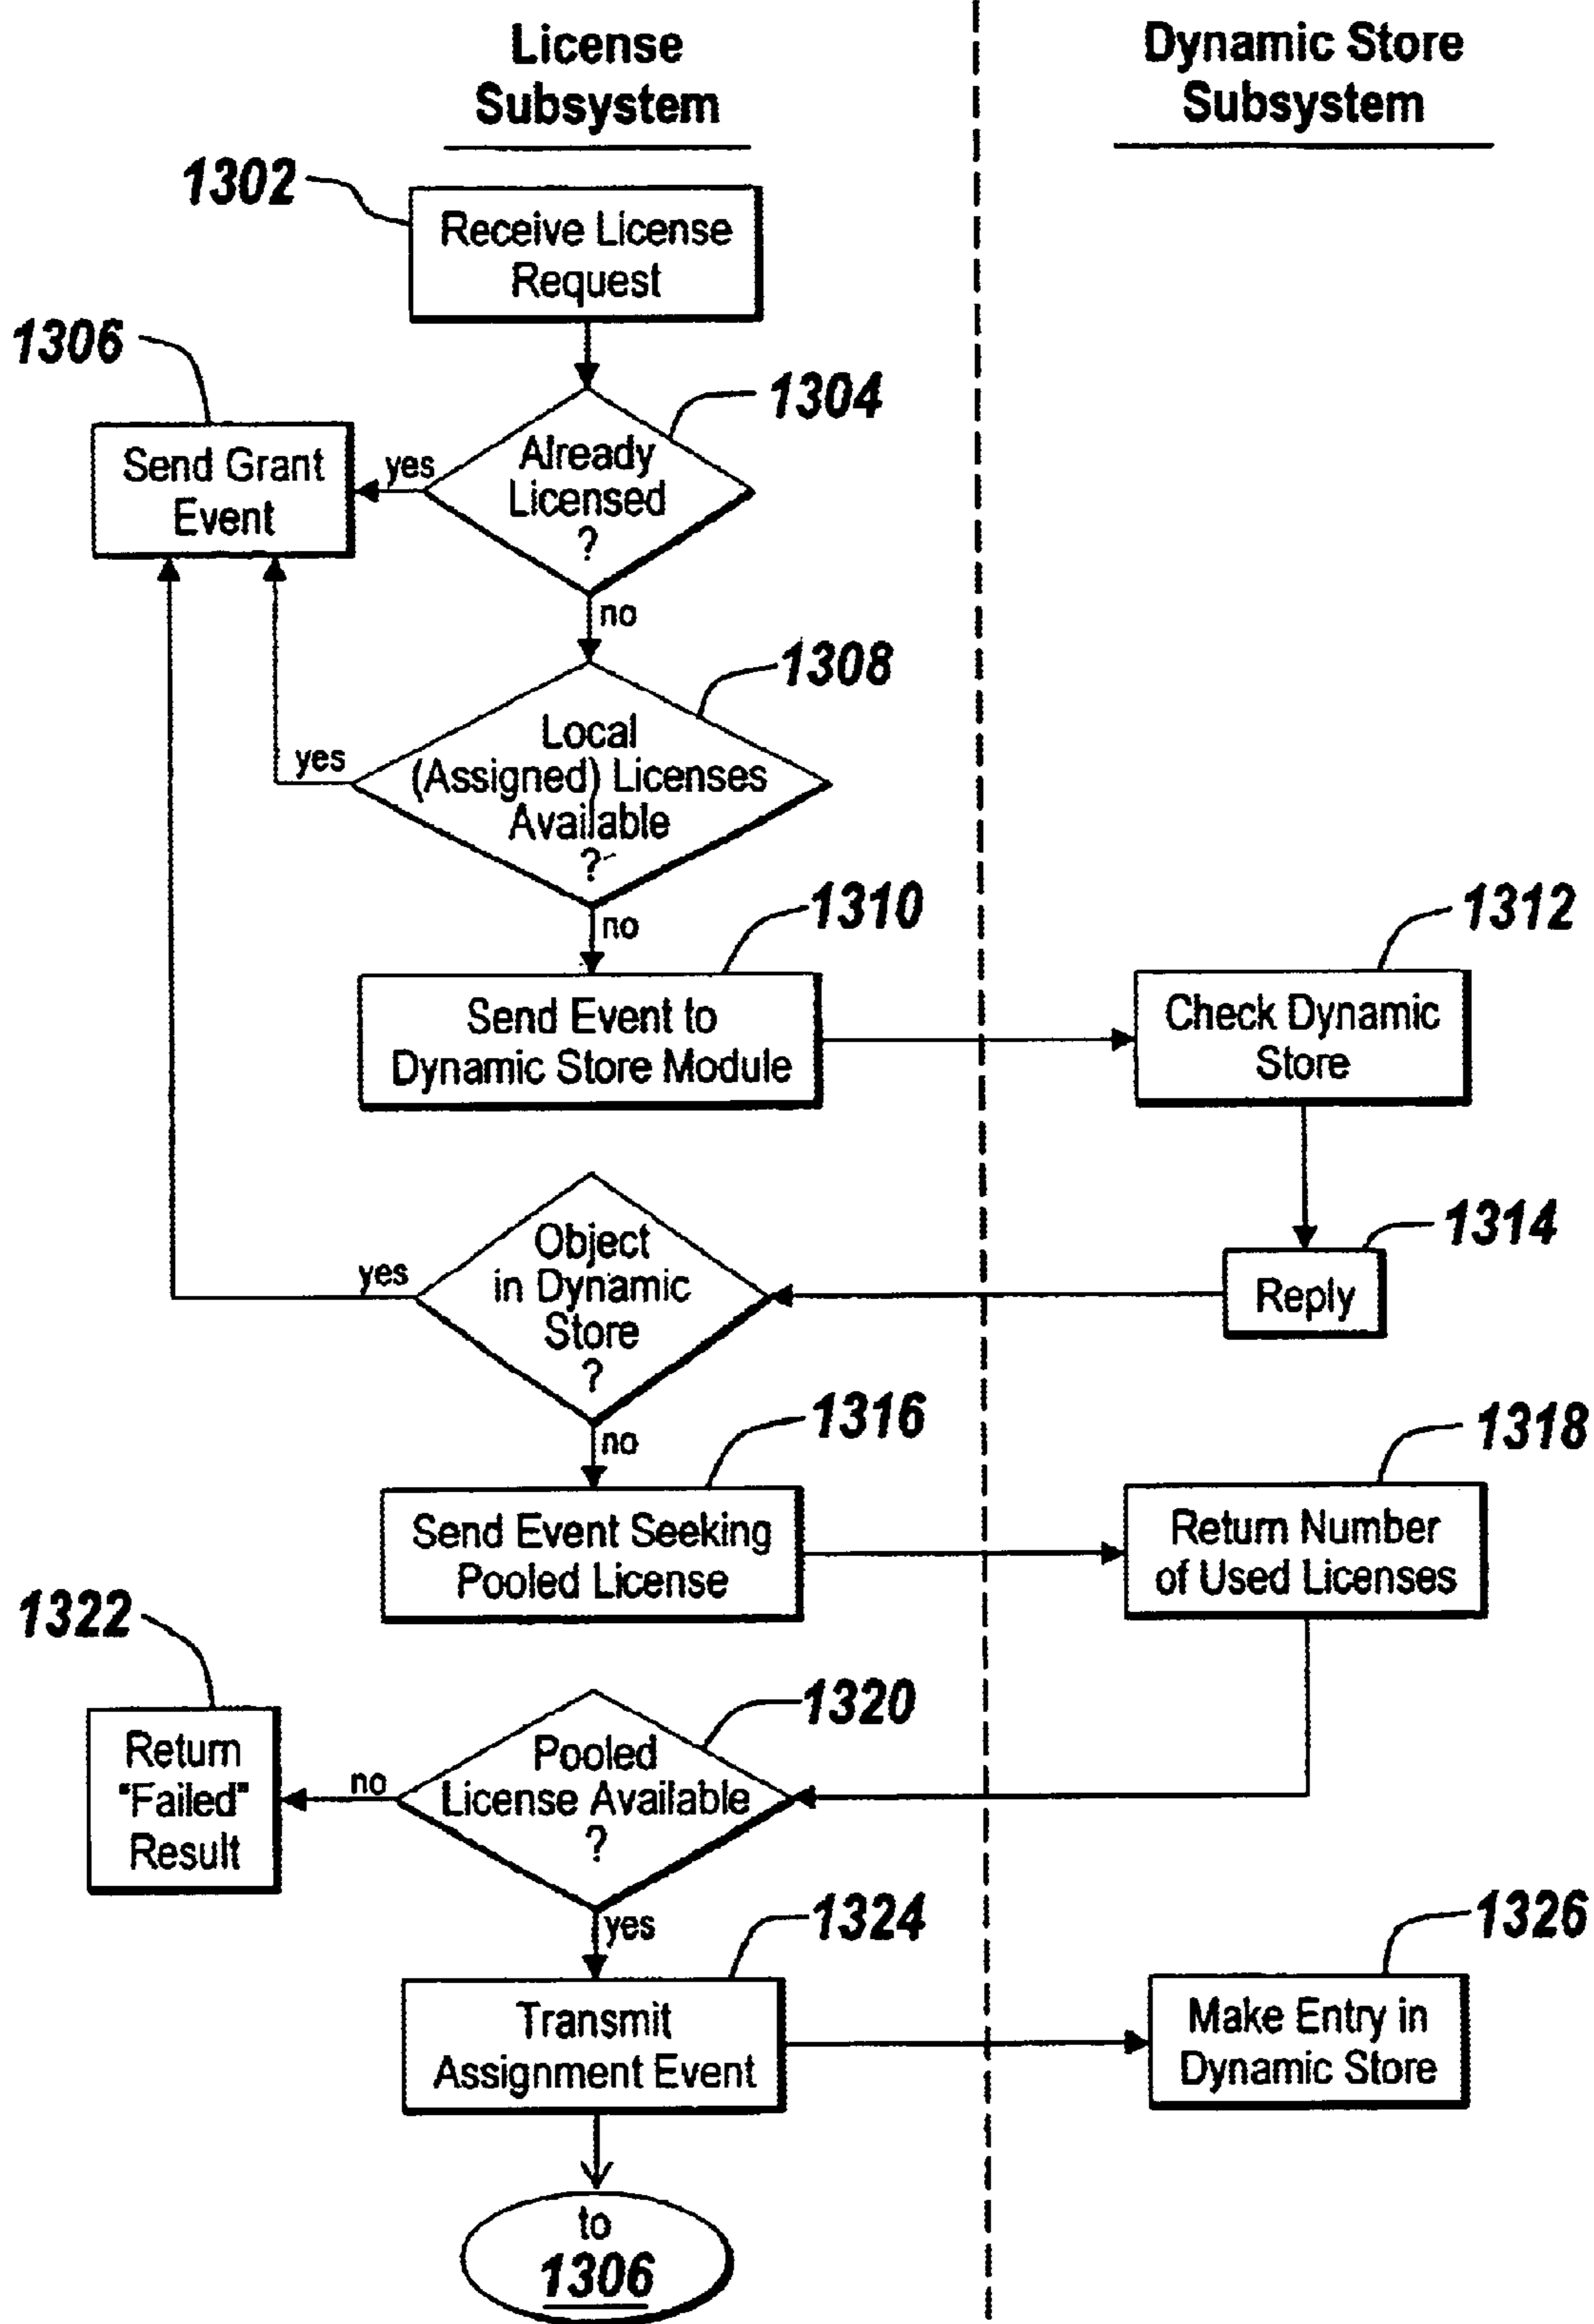 License
Subsystem
Dynamic Store
Subsystem
1302
Receive License
Request
1306
Send Grant
Event
yes
1304
Already
Licensed
?
no
1308
Local
(Assigned) Licenses
Available
?
yes
no
1310
Send Event to
Dynamic Store Module
1312
Check Dynamic
Store
1314
Reply
Object
in Dynamic
Store
?
yes
no
1316
Send Event Seeking
Pooled License
1318
Return Number
of Used Licenses
1322
Return
"Failed"
Result
no
1320
Pooled
License Available
?
yes
1324
Transmit
Assignment Event
1326
Make Entry in
Dynamic Store
to
1306